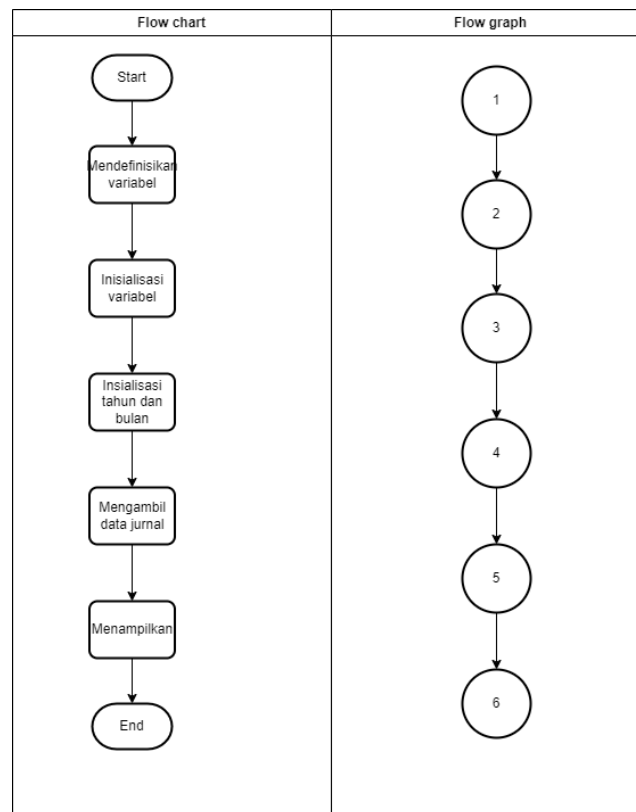 Flow chart
Flow graph
Start
Mendefinisikan
variabel
Inisialisasi
variabel
Insialisasi
tahun dan
bulan
Mengambil
data jurnal
Menampilkan
End
1
2
3
4
5
6